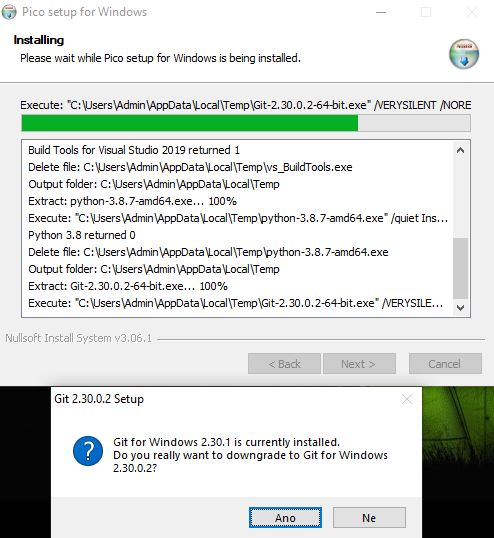 Pico setup for Windows
Installing
Please wait while Pico setup for Windows is being installed.
Execute: "C:\Users\Admin\AppData\Local\Temp\Git-2.30.0.2-64-bit.exe" /VERYSILENT /NORE
Build Tools for Visual Studio 2019 returned 1
Delete file: C:\Users\Admin\AppData\Local\Temp\vs_BuildTools.exe
Output folder: C:\Users\Admin\AppData\Local\Temp
Extract: python-3.8.7-amd64.exe... 100%
Execute: "C:\Users\Admin\AppData\Local\Temp\python-3.8.7-amd64.exe" /quiet Ins...
Python 3.8 returned 0
Delete file: C:\Users\Admin\AppData\Local\Temp\python-3.8.7-amd64.exe
Output folder: C:\Users\Admin\AppData\Local\Temp
Extract: Git-2.30.0.2-64-bit.exe... 100%
Execute: "C:\Users\Admin\AppData\Local\Temp\Git-2.30.0.2-64-bit.exe" /VERYSILE...
Nullsoft Install System v3.06.1
< Back
Next >
Cancel
Git 2.30.0.2 Setup
Git for Windows 2.30.1 is currently installed.
Do you really want to downgrade to Git for Windows
2.30.0.2?
Ano
Ne